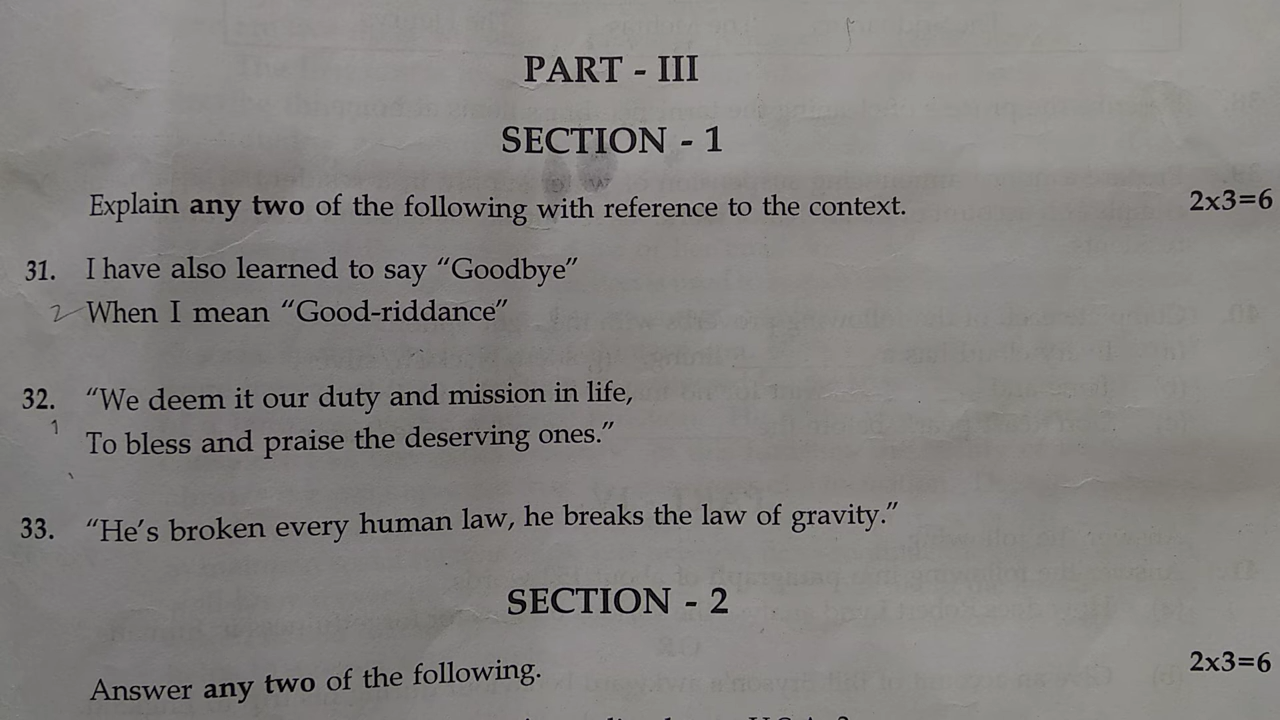 PART - III
SECTION - 1
Explain any two of the following with reference to the context. 2x3=6
31. I have also learned to say “Goodbye”
2 When I mean “Good-riddance”
32. “We deem it our duty and mission in life,
1
To bless and praise the deserving ones.”
33. “He’s broken every human law, he breaks the law of gravity.”
SECTION - 2
Answer any two of the following. 2x3=6